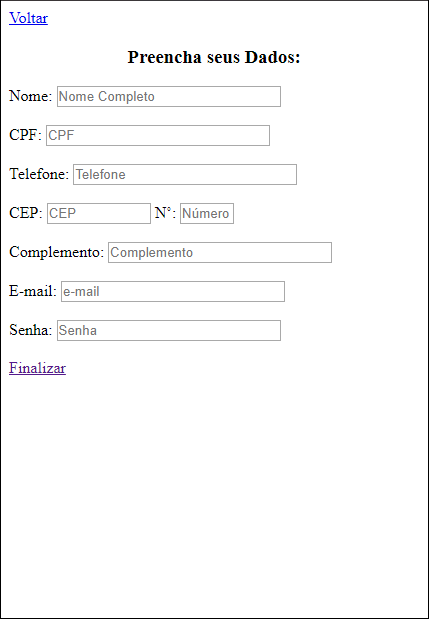 Voltar
Preencha seus Dados:
Nome: Nome Completo
CPF: CPF
Telefone: Telefone
CEP: CEP N°: Número
Complemento: Complemento
E-mail: e-mail
Senha: Senha
Finalizar